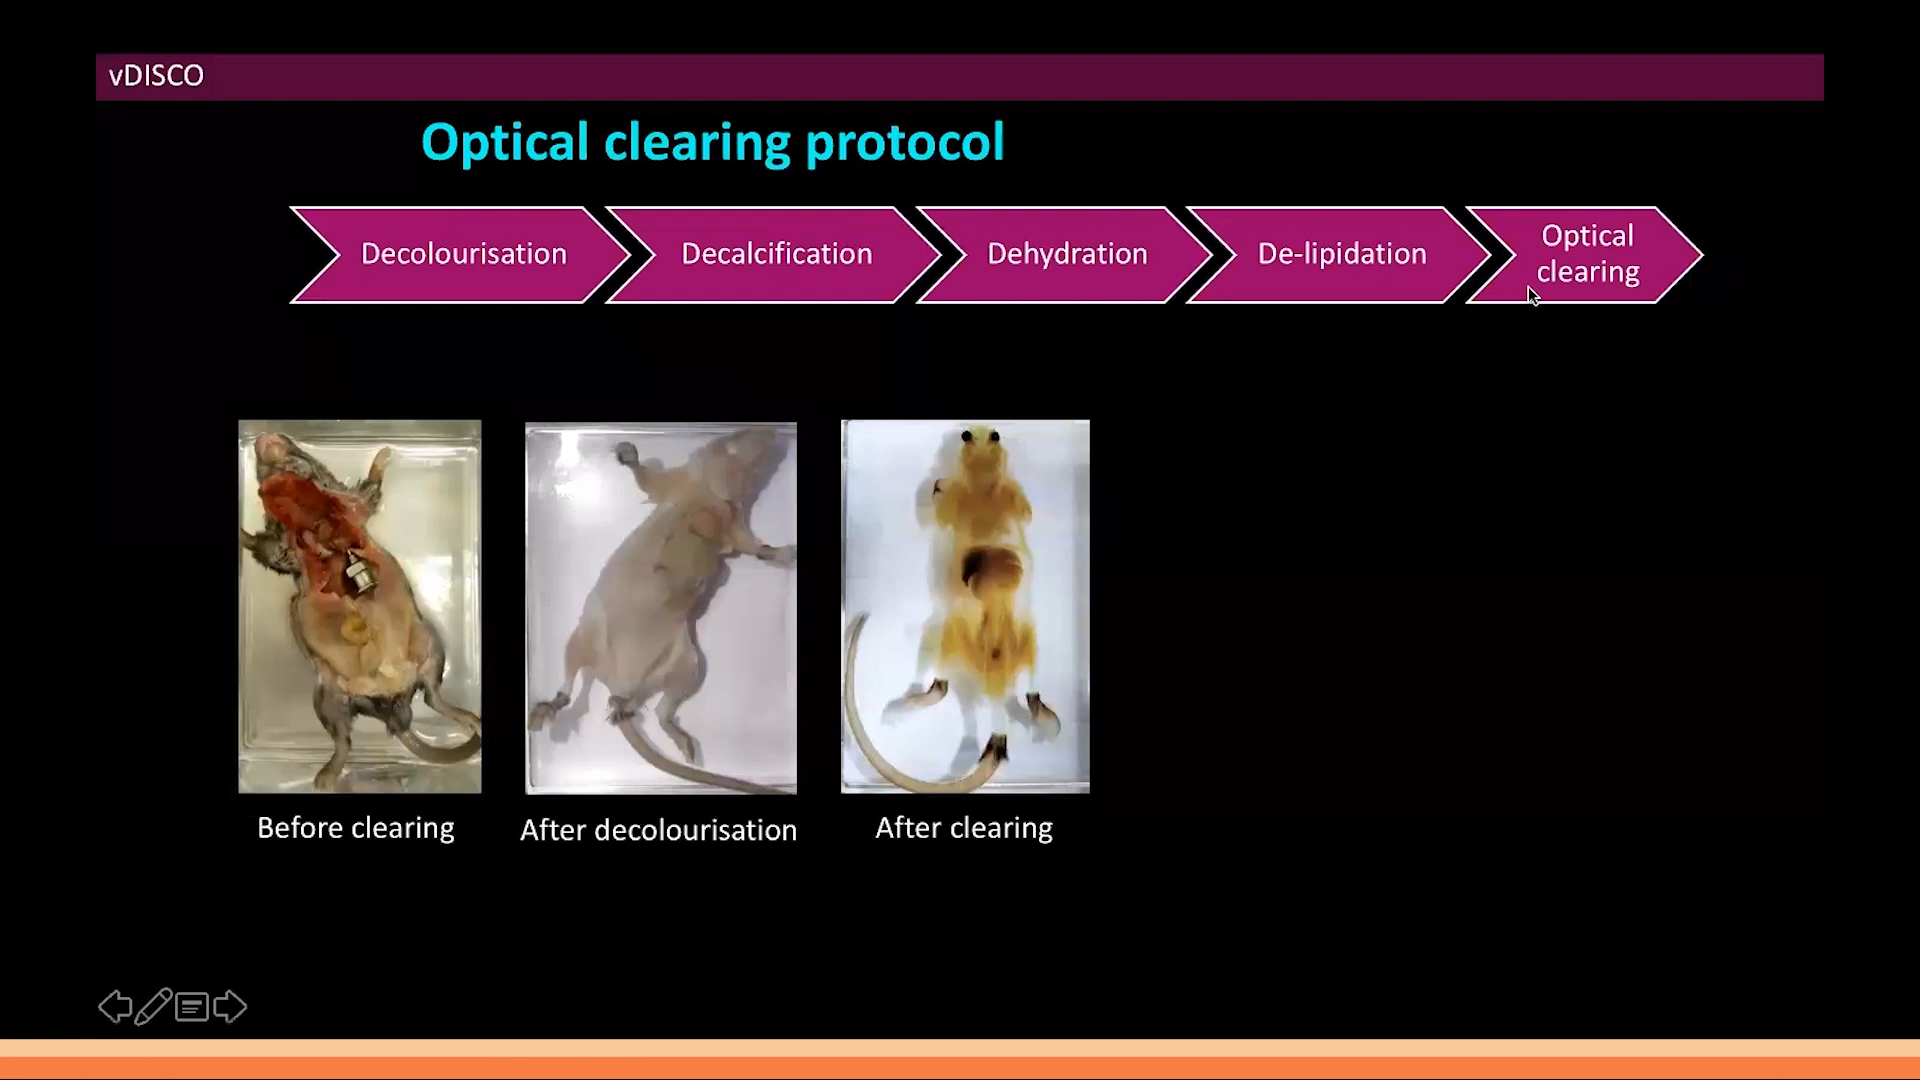 vDISCO
Optical clearing protocol
Decolourisation
Decalcification
Dehydration
De-lipidation
Optical
clearing
Before clearing
After decolourisation
After clearing